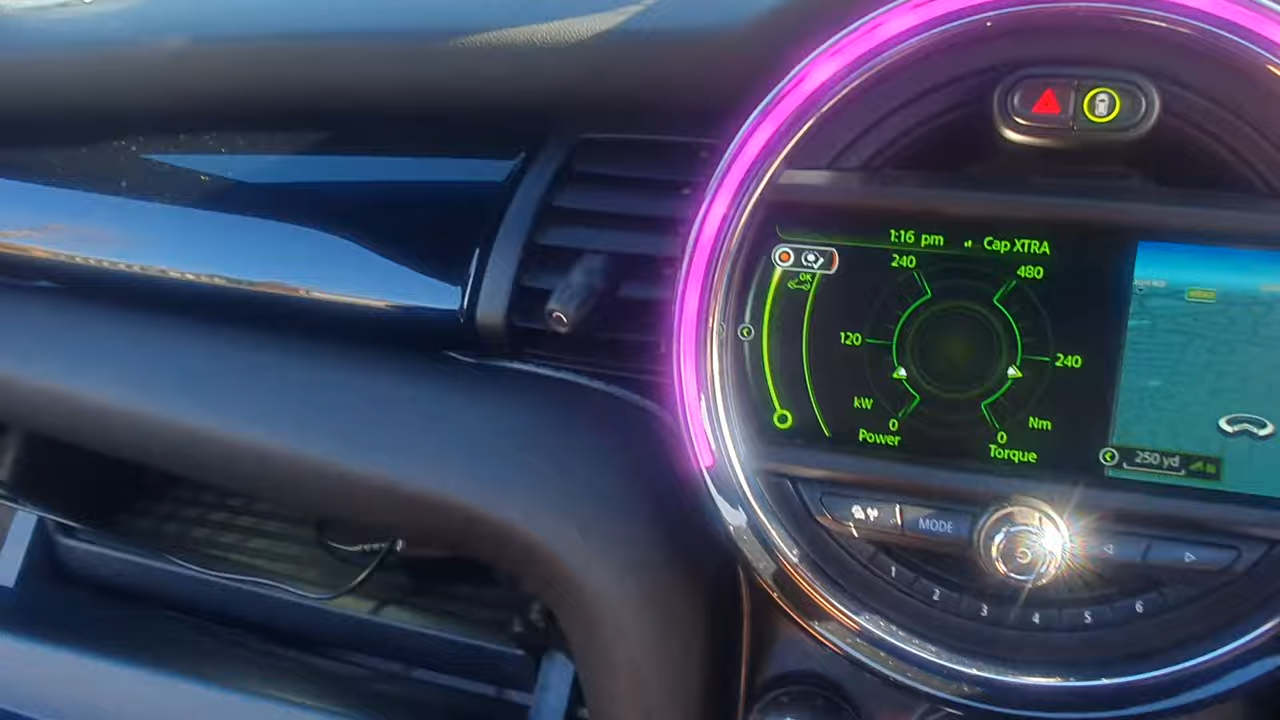 1:16 pm Cap XTRA
OK
240 480
120 240
kW Nm
0 0
Power Torque
250 yd
MODE
1 2 3 4 5 6